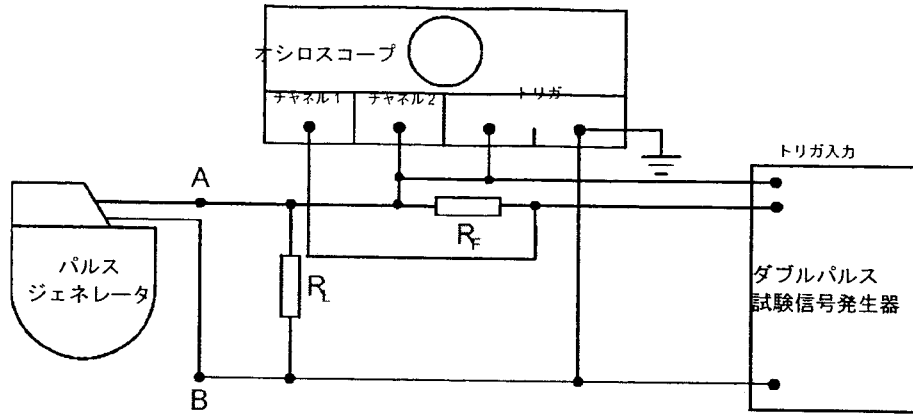 オシロスコープ
チャネル1
チャネル2
トリガ
トリガ入力
A
R_F
パルス
ジェネレータ
R_L
ダブルパルス
試験信号発生器
B